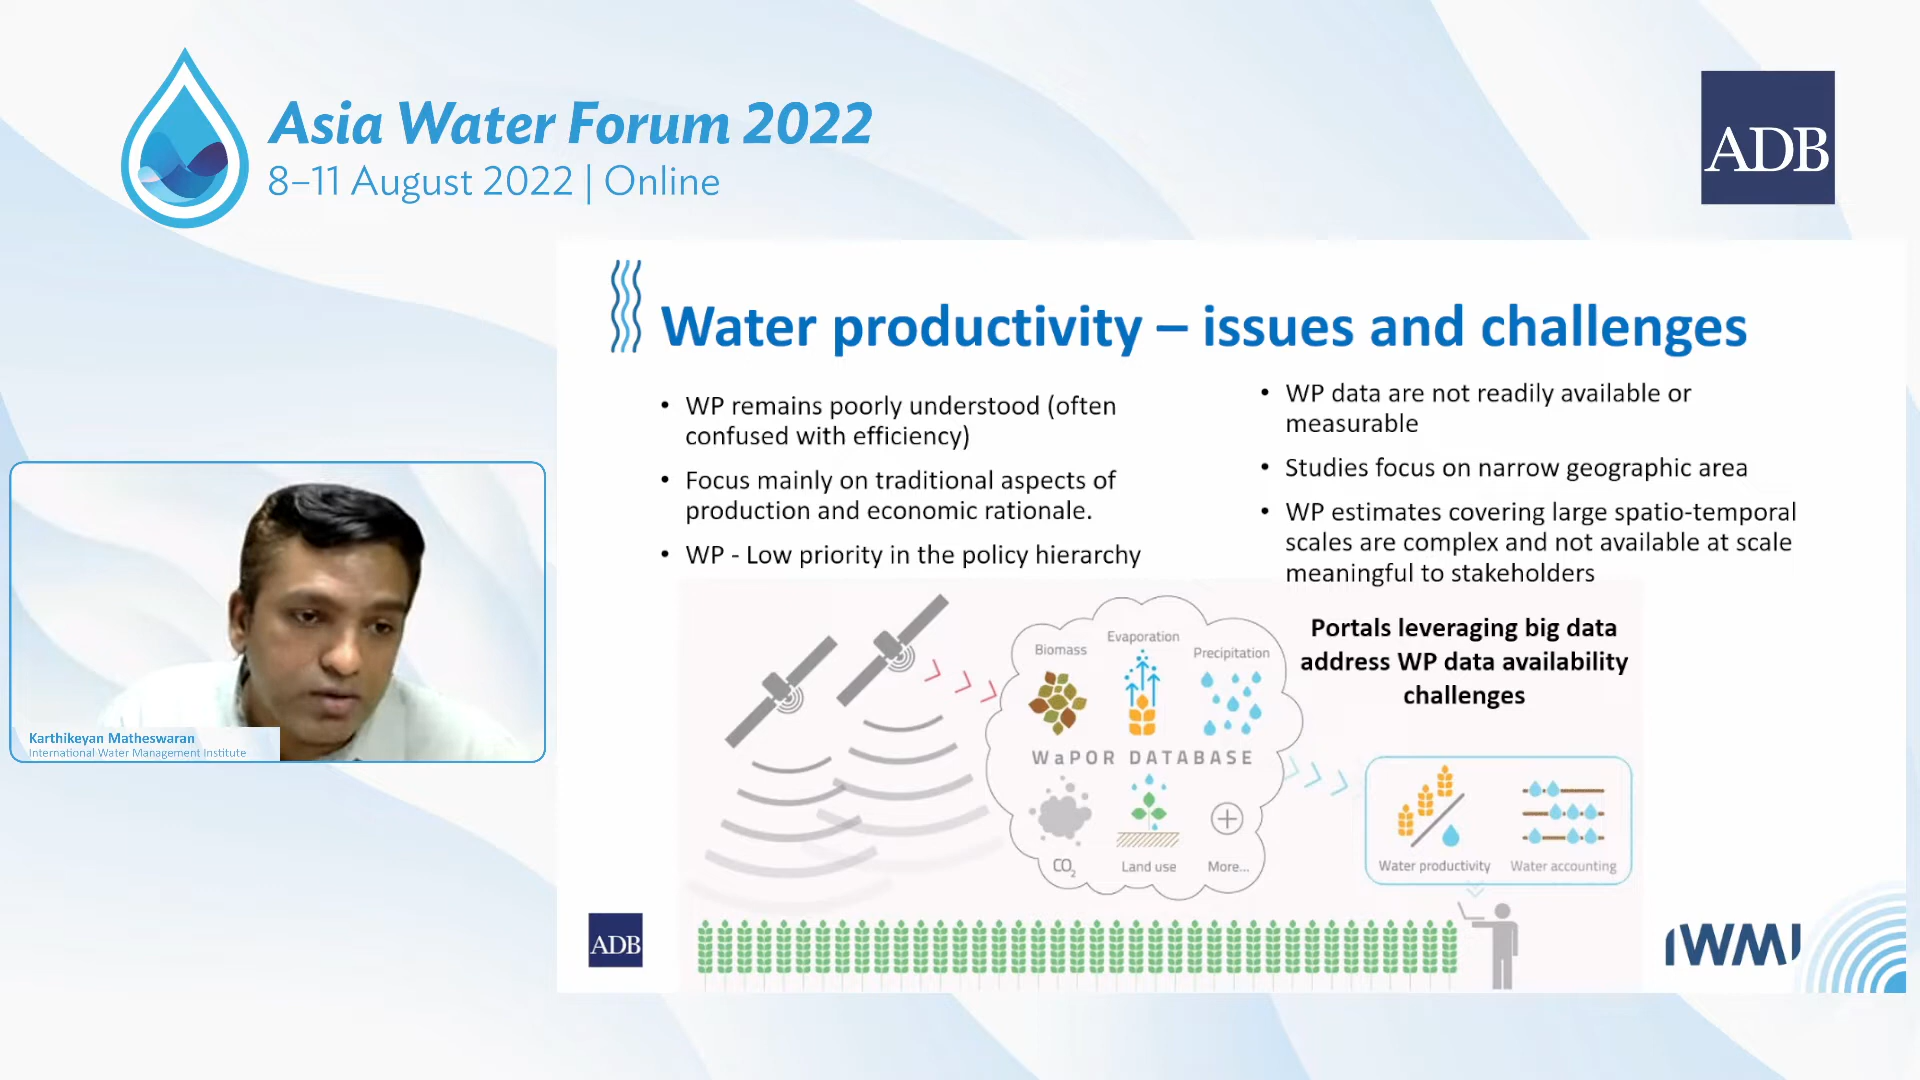 Asia Water Forum 2022
8–11 August 2022 | Online
ADB
Water productivity – issues and challenges
• WP remains poorly understood (often
confused with efficiency)
• Focus mainly on traditional aspects of
production and economic rationale.
• WP - Low priority in the policy hierarchy
• WP data are not readily available or
measurable
• Studies focus on narrow geographic area
• WP estimates covering large spatio-temporal
scales are complex and not available at scale
meaningful to stakeholders
Portals leveraging big data
address WP data availability
challenges
Biomass
Evaporation
Precipitation
WaPOR DATABASE
CO2
Land use
More...
Water productivity
Water accounting
Karthikeyan Matheswaran
International Water Management Institute
ADB
IWMI